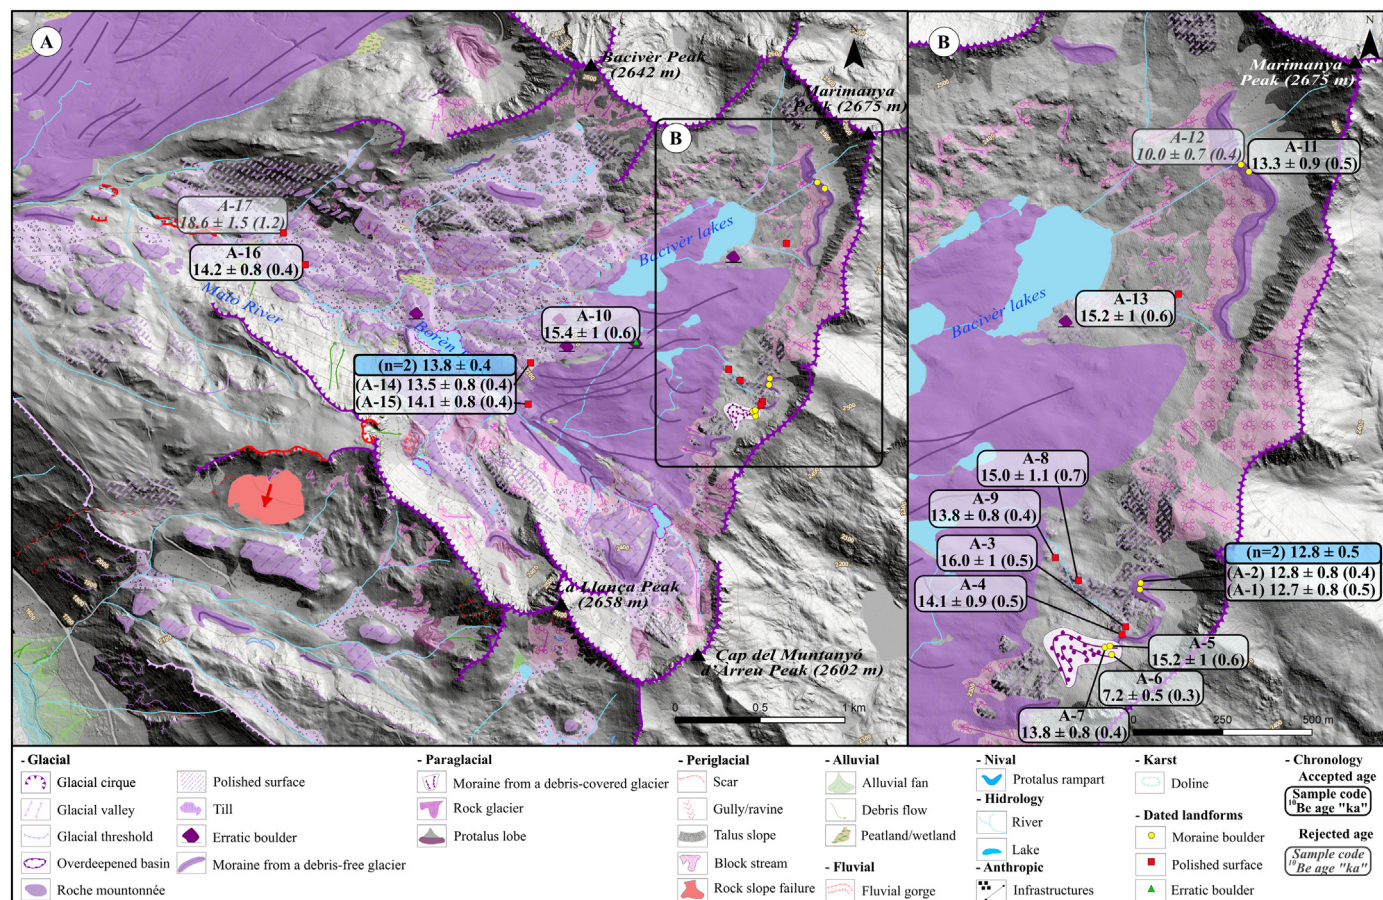 A
Bacivèr Peak
(2642 m)
Marimanya
Peak (2675 m)
B
A-17
18.6 ± 1.5 (1.2)
A-16
14.2 ± 0.8 (0.4)
Mató River
Bacivèr lakes
Borèn
A-10
15.4 ± 1 (0.6)
(n=2) 13.8 ± 0.4
(A-14) 13.5 ± 0.8 (0.4)
(A-15) 14.1 ± 0.8 (0.4)
La Llança Peak
(2658 m)
Cap del Muntanyó
d'Àrreu Peak (2602 m)
0 0.5 1 km
B
N
Marimanya
Peak (2675 m)
A-12
10.0 ± 0.7 (0.4)
A-11
13.3 ± 0.9 (0.5)
Bacivèr lakes
A-13
15.2 ± 1 (0.6)
A-8
15.0 ± 1.1 (0.7)
A-9
13.8 ± 0.8 (0.4)
A-3
16.0 ± 1 (0.5)
A-4
14.1 ± 0.9 (0.5)
(n=2) 12.8 ± 0.5
(A-2) 12.8 ± 0.8 (0.4)
(A-1) 12.7 ± 0.8 (0.5)
A-5
15.2 ± 1 (0.6)
A-6
7.2 ± 0.5 (0.3)
A-7
13.8 ± 0.8 (0.4)
0 250 500 m
- Glacial
Glacial cirque
Glacial valley
Glacial threshold
Overdeepened basin
Roche mountonnée
Polished surface
Till
Erratic boulder
Moraine from a debris-free glacier
- Paraglacial
Moraine from a debris-covered glacier
Rock glacier
Protalus lobe
- Periglacial
Scar
Gully/ravine
Talus slope
Block stream
Rock slope failure
- Alluvial
Alluvial fan
Debris flow
Peatland/wetland
- Fluvial
Fluvial gorge
- Nival
Protalus rampart
- Hidrology
River
Lake
- Anthropic
Infrastructures
- Karst
Doline
- Dated landforms
Moraine boulder
Polished surface
Erratic boulder
- Chronology
Accepted age
Sample code
¹⁰Be age "ka"
Rejected age
Sample code
¹⁰Be age "ka"